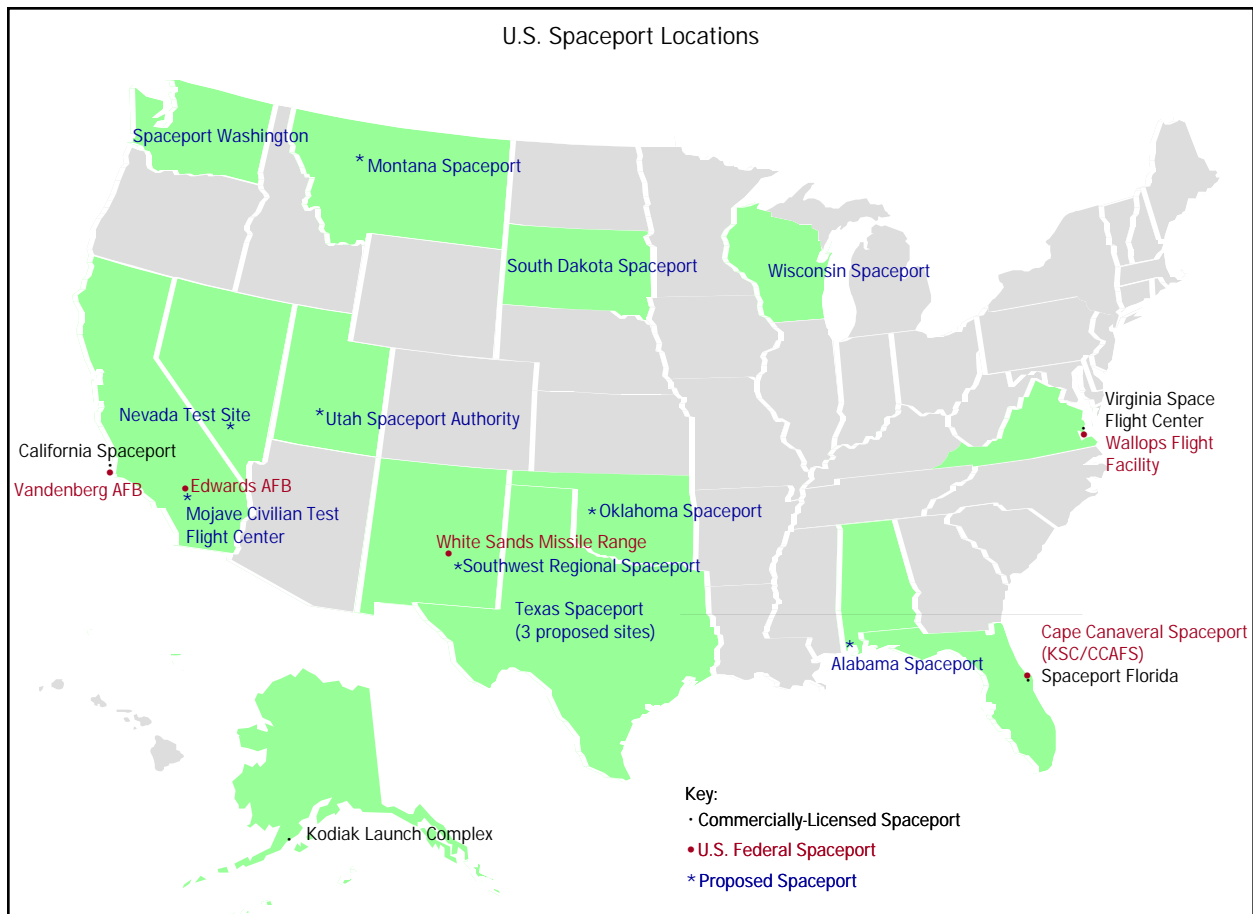 U.S. Spaceport Locations
Spaceport Washington
* Montana Spaceport
South Dakota Spaceport
Wisconsin Spaceport
Nevada Test Site
*
* Utah Spaceport Authority
California Spaceport
Vandenberg AFB
Edwards AFB
*
Mojave Civilian Test
Flight Center
* Oklahoma Spaceport
White Sands Missile Range
* Southwest Regional Spaceport
Texas Spaceport
(3 proposed sites)
Virginia Space
Flight Center
Wallops Flight
Facility
*
Alabama Spaceport
Cape Canaveral Spaceport
(KSC/CCAFS)
Spaceport Florida
Kodiak Launch Complex
Key:
· Commercially-Licensed Spaceport
• U.S. Federal Spaceport
* Proposed Spaceport